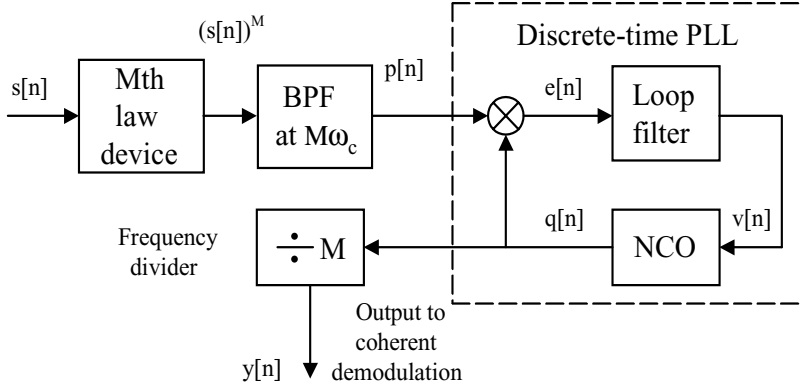 (s[n])^M
Discrete-time PLL
s[n]
Mth
law
device
BPF
at Mω_c
p[n]
e[n]
Loop
filter
Frequency
divider
÷ M
q[n]
NCO
v[n]
Output to
coherent
demodulation
y[n]